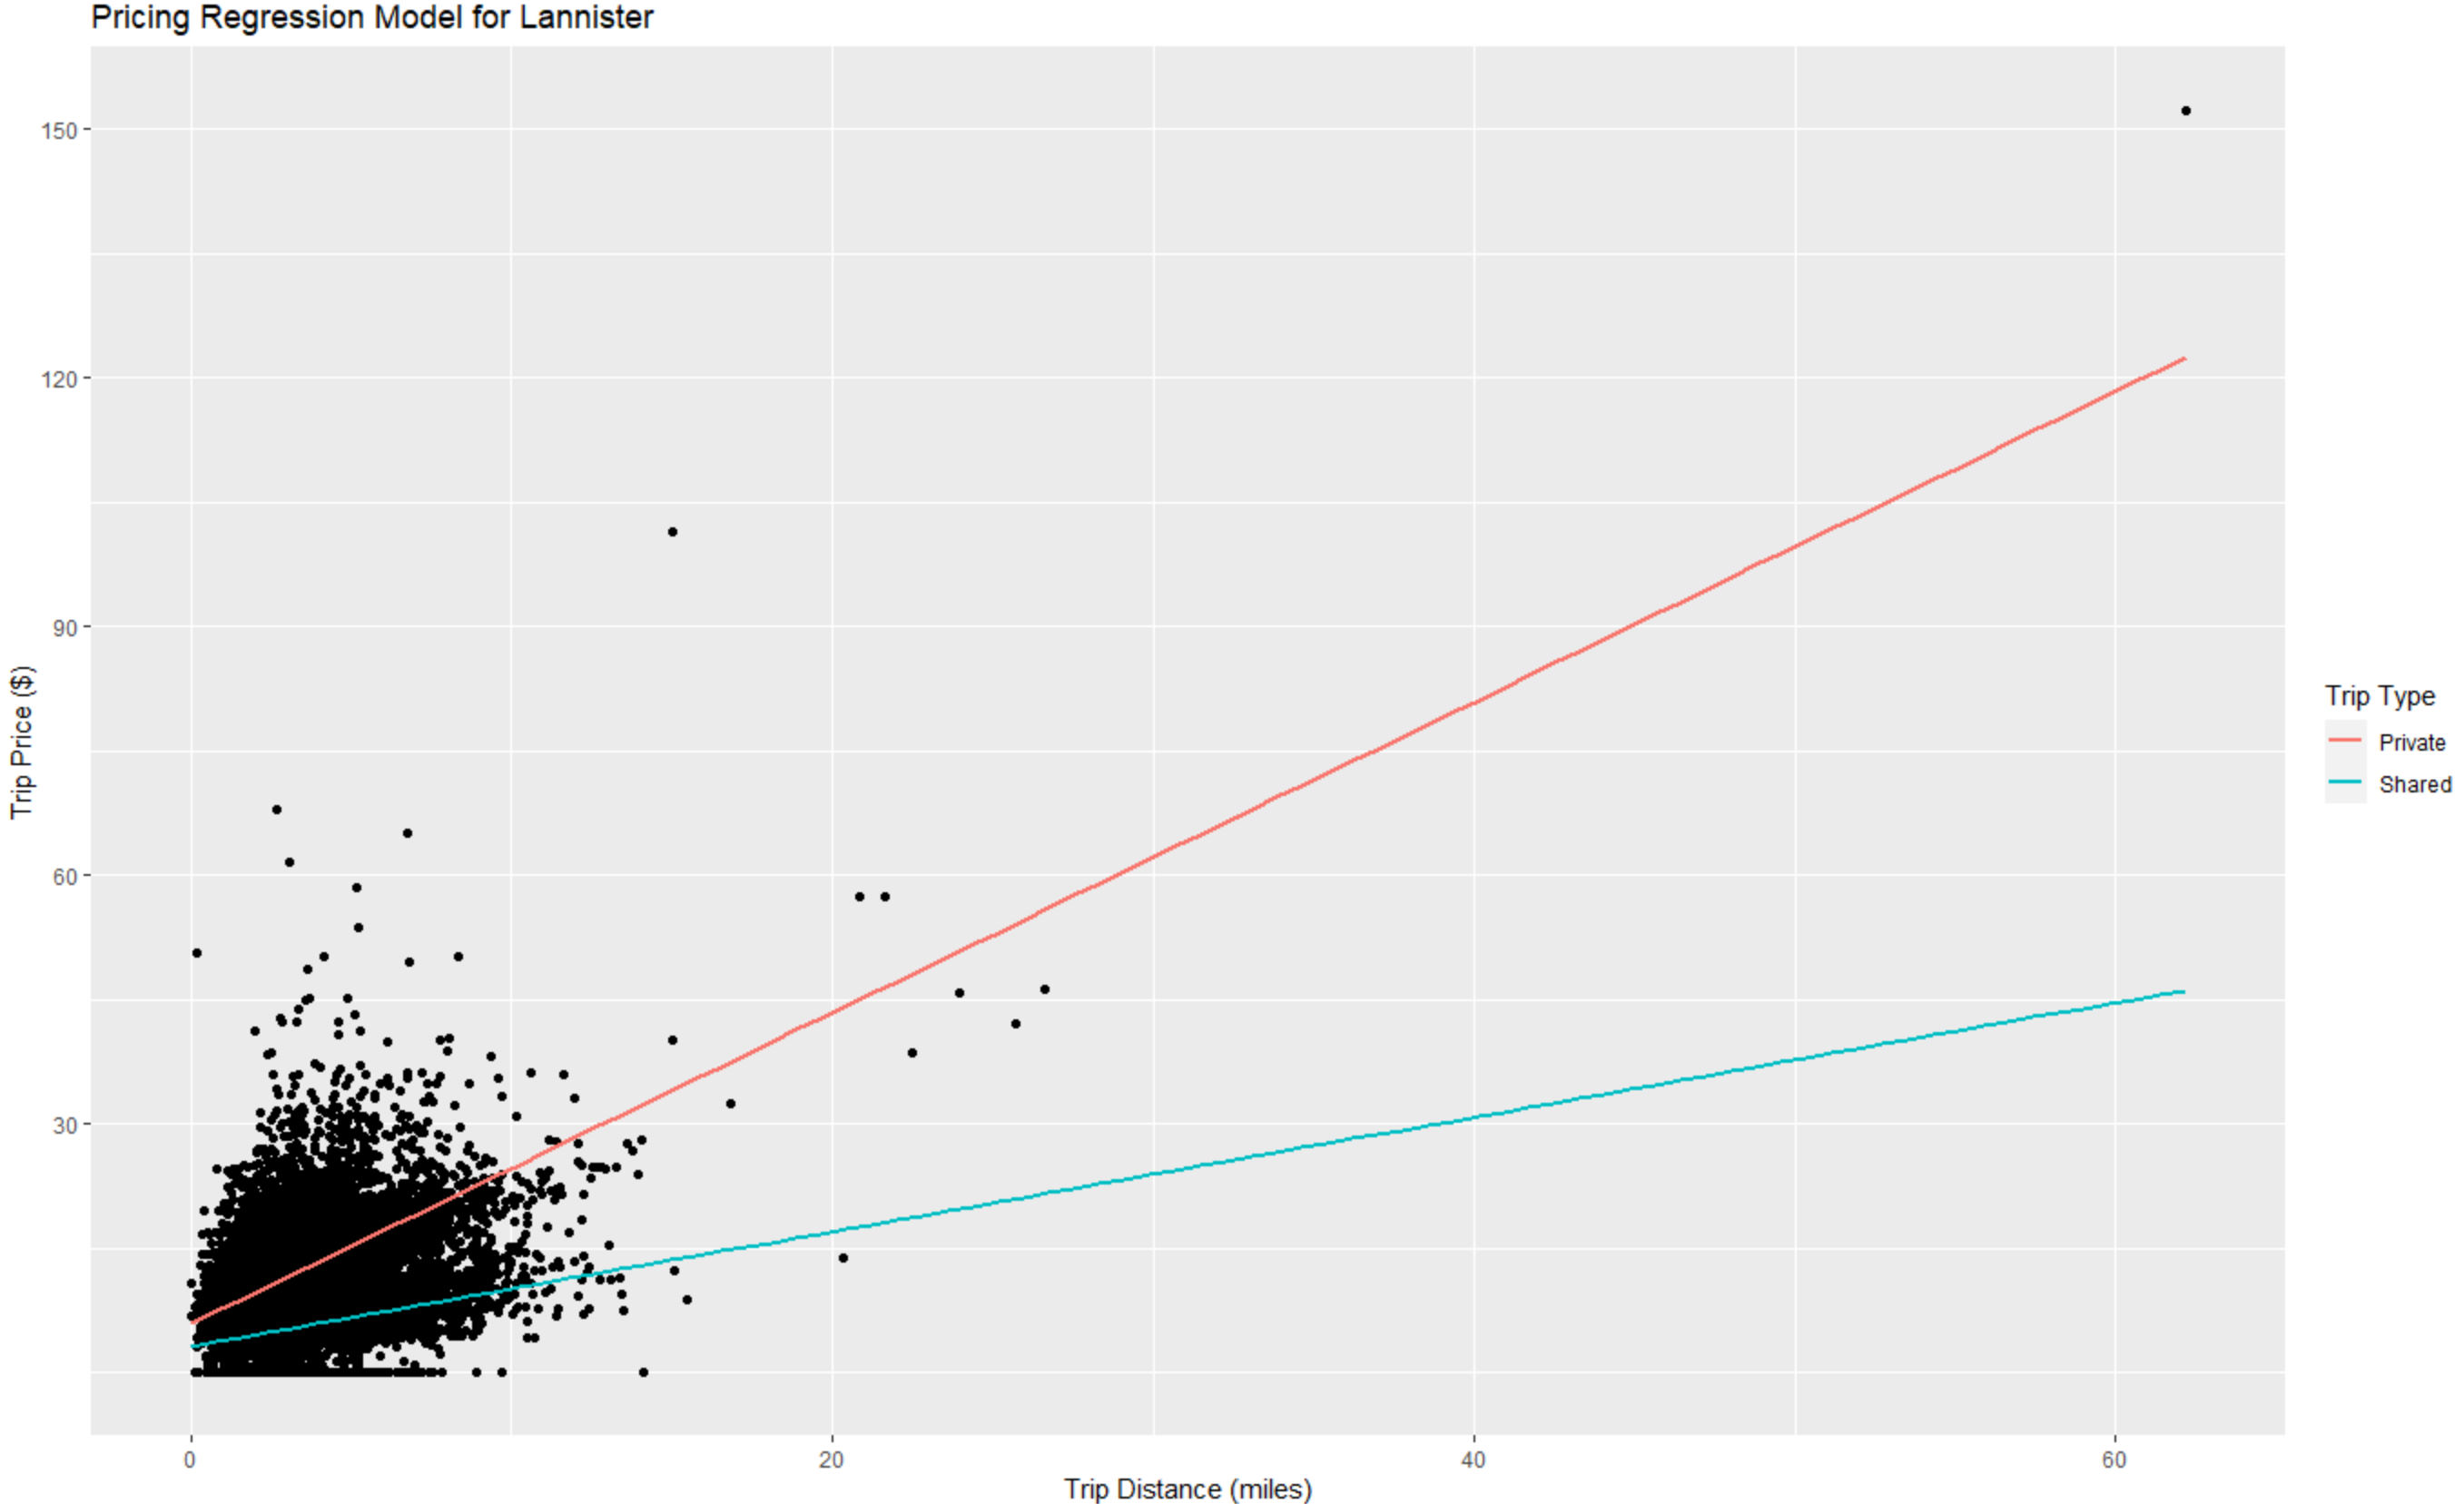 Pricing Regression Model for Lannister
150
120
90
60
30
Trip Price ($)
0
20
40
60
Trip Distance (miles)
Trip Type
Private
Shared